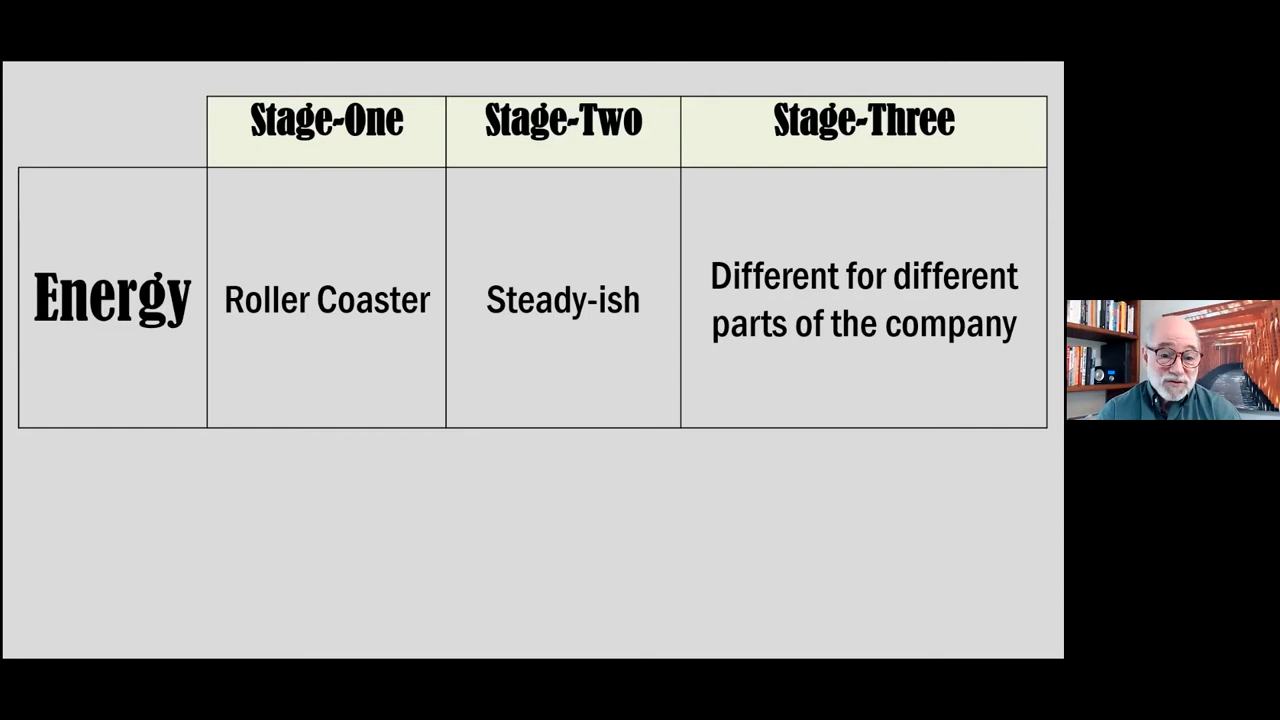 Stage-One
Stage-Two
Stage-Three
Energy
Roller Coaster
Steady-ish
Different for different
parts of the company